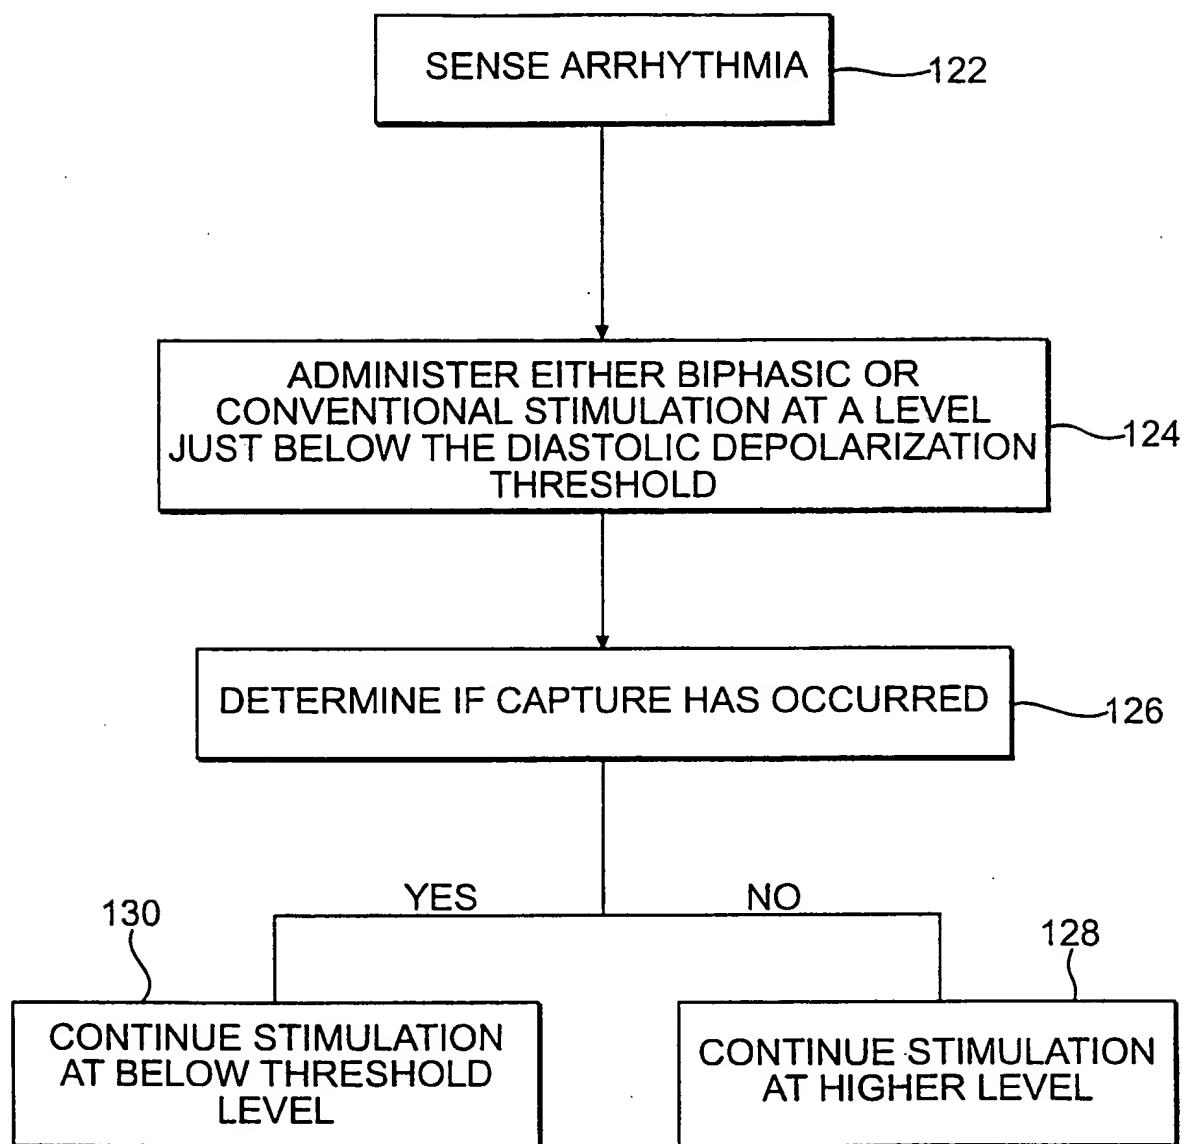 SENSE ARRHYTHMIA
122
ADMINISTER EITHER BIPHASIC OR
CONVENTIONAL STIMULATION AT A LEVEL
JUST BELOW THE DIASTOLIC DEPOLARIZATION
THRESHOLD
124
DETERMINE IF CAPTURE HAS OCCURRED
126
YES
NO
130
128
CONTINUE STIMULATION
AT BELOW THRESHOLD
LEVEL
CONTINUE STIMULATION
AT HIGHER LEVEL